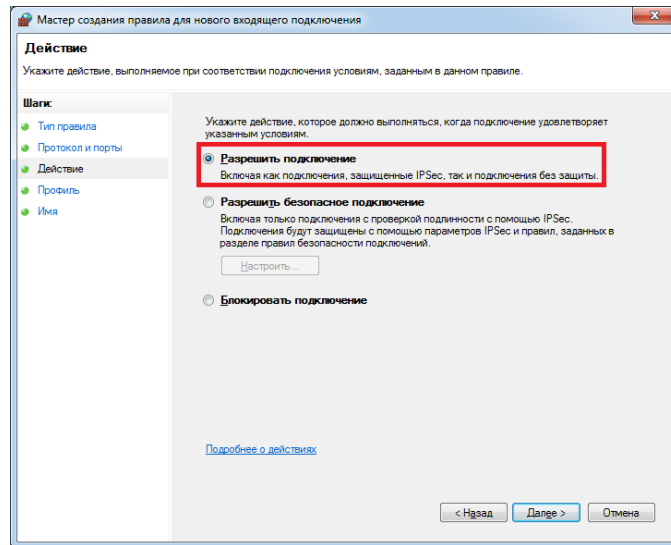 Мастер создания правила для нового входящего подключения
Действие
Укажите действие, выполняемое при соответствии подключения условиям, заданным в данном правиле.
Шаги:
Тип правила
Протокол и порты
Действие
Профиль
Имя
Укажите действие, которое должно выполняться, когда подключение удовлетворяет
указанным условиям.
Разрешить подключение
Включая как подключения, защищенные IPSec, так и подключения без защиты.
Разрешить безопасное подключение
Включая только подключения с проверкой подлинности с помощью IPSec.
Подключения будут защищены с помощью параметров IPSec и правил, заданных в
разделе правил безопасности подключений.
Настроить...
Блокировать подключение
Подробнее о действиях
< Назад
Далее >
Отмена